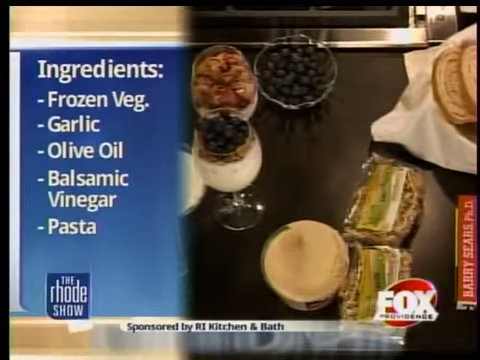 Ingredients:
- Frozen Veg.
- Garlic
- Olive Oil
- Balsamic
Vinegar
- Pasta
THE
rhode
SHOW
Sponsored by RI Kitchen & Bath
FOX
PROVIDENCE
BARRY SEARS, Ph.D.